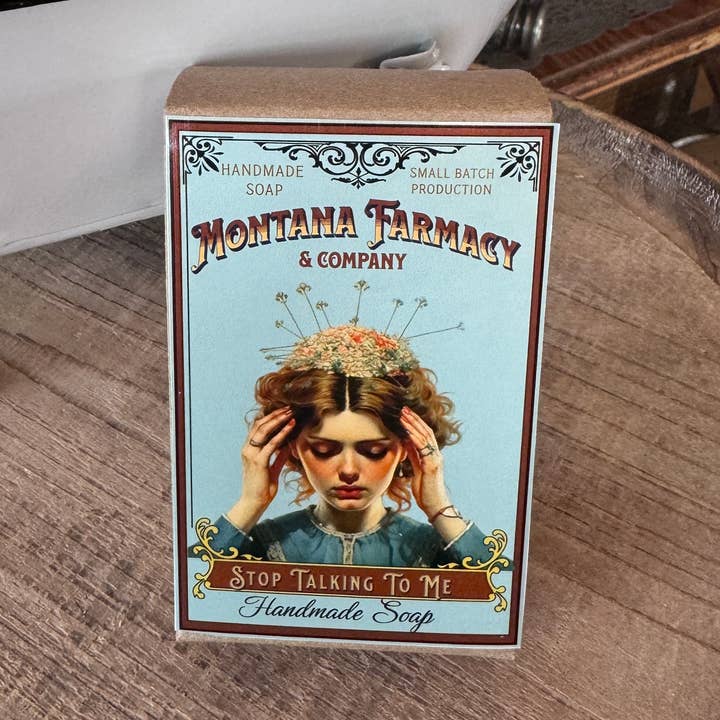 HANDMADE
SOAP
SMALL BATCH
PRODUCTION
MONTANA FARMACY
& COMPANY
STOP TALKING TO ME
Handmade Soap